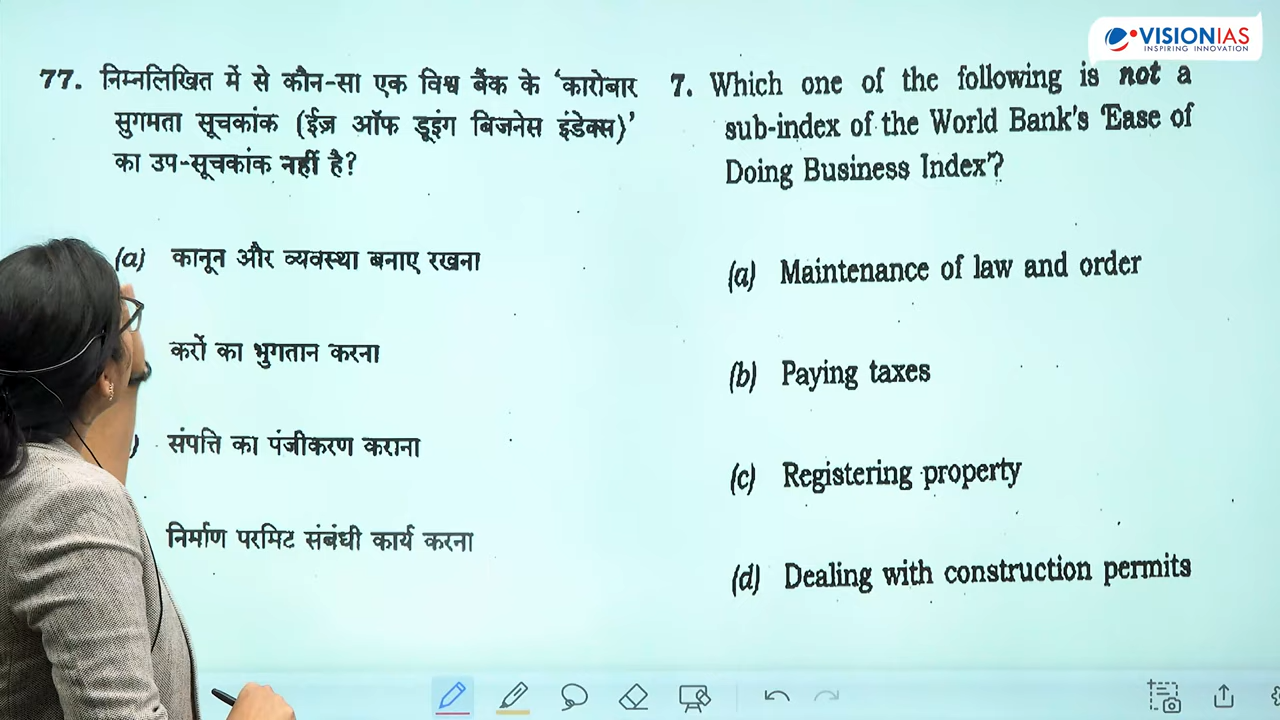 VISIONIAS
INSPIRING INNOVATION
77. निम्नलिखित में से कौन-सा एक विश्व बैंक के ‘कारोबार
सुगमता सूचकांक (ईज़ ऑफ डूइंग बिजनेस इंडेक्स)’
का उप-सूचकांक नहीं है?
(a) कानून और व्यवस्था बनाए रखना
करों का भुगतान करना
) संपत्ति का पंजीकरण कराना
निर्माण परमिट संबंधी कार्य करना
7. Which one of the following is not a
sub-index of the World Bank's 'Ease of
Doing Business Index'?
(a) Maintenance of law and order
(b) Paying taxes
(c) Registering property
(d) Dealing with construction permits